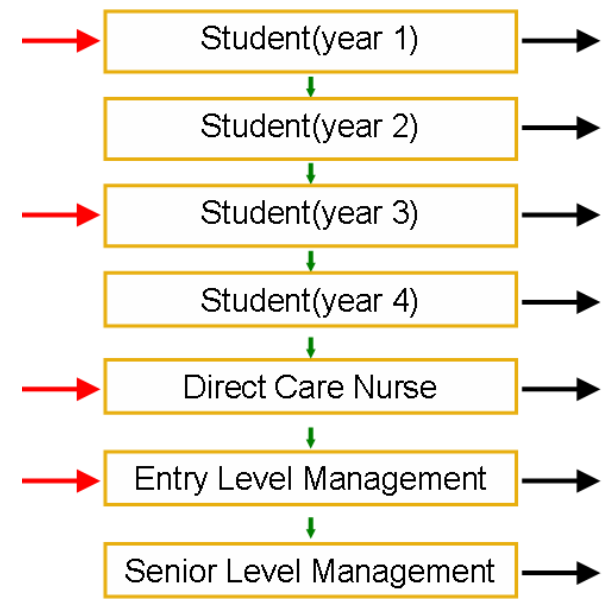 Student(year 1)
Student(year 2)
Student(year 3)
Student(year 4)
Direct Care Nurse
Entry Level Management
Senior Level Management